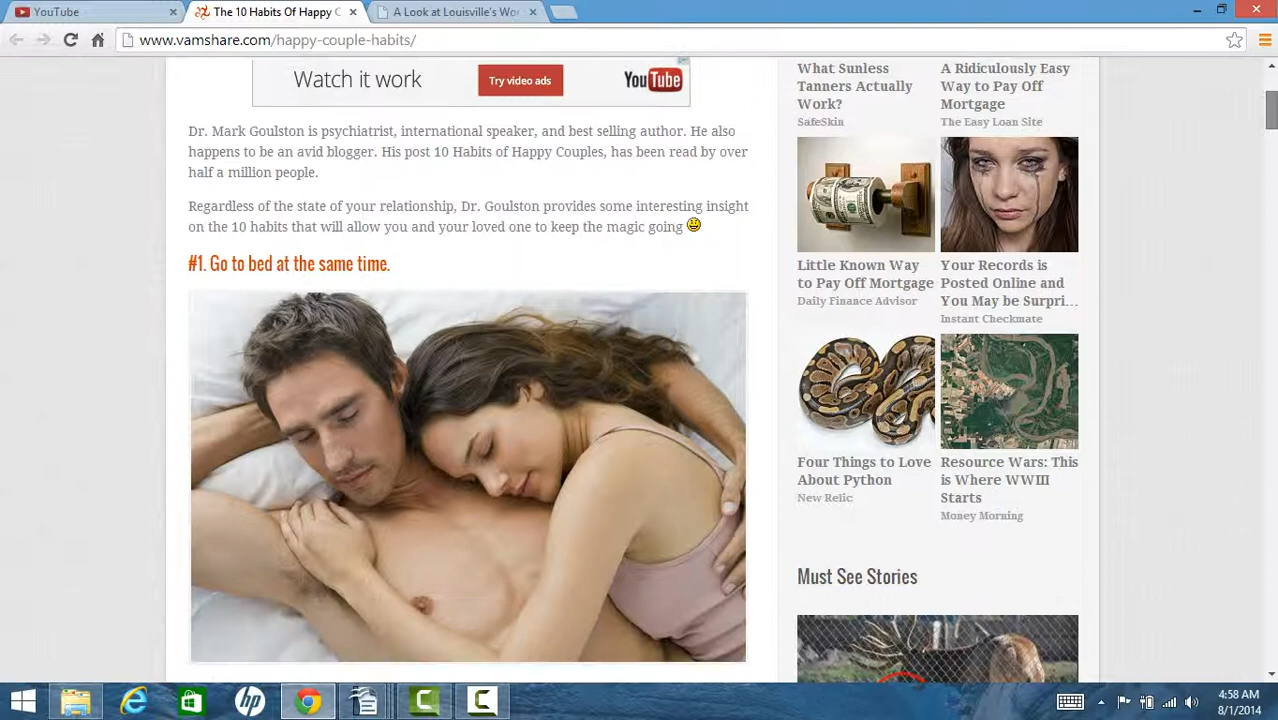 YouTube
The 10 Habits Of Happy C
A Look at Louisville's Wor
www.vamshare.com/happy-couple-habits/
Watch it work
Try video ads
YouTube
Dr. Mark Goulston is psychiatrist, international speaker, and best selling author. He also
happens to be an avid blogger. His post 10 Habits of Happy Couples, has been read by over
half a million people.
Regardless of the state of your relationship, Dr. Goulston provides some interesting insight
on the 10 habits that will allow you and your loved one to keep the magic going
#1. Go to bed at the same time.
What Sunless
Tanners Actually
Work?
SafeSkin
A Ridiculously Easy
Way to Pay Off
Mortgage
The Easy Loan Site
Little Known Way
to Pay Off Mortgage
Daily Finance Advisor
Your Records is
Posted Online and
You May be Surpri...
Instant Checkmate
Four Things to Love
About Python
New Relic
Resource Wars: This
is Where WWIII
Starts
Money Morning
Must See Stories
hp
4:58 AM
8/1/2014